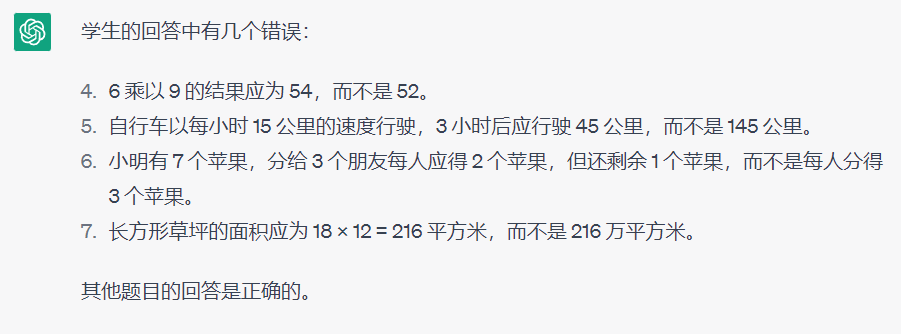 学生的回答中有几个错误：
4. 6 乘以 9 的结果应为 54，而不是 52。
5. 自行车以每小时 15 公里的速度行驶，3 小时后应行驶 45 公里，而不是 145 公里。
6. 小明有 7 个苹果，分给 3 个朋友每人应得 2 个苹果，但还剩余 1 个苹果，而不是每人分得
3 个苹果。
7. 长方形草坪的面积应为 18 × 12 = 216 平方米，而不是 216 万平方米。
其他题目的回答是正确的。